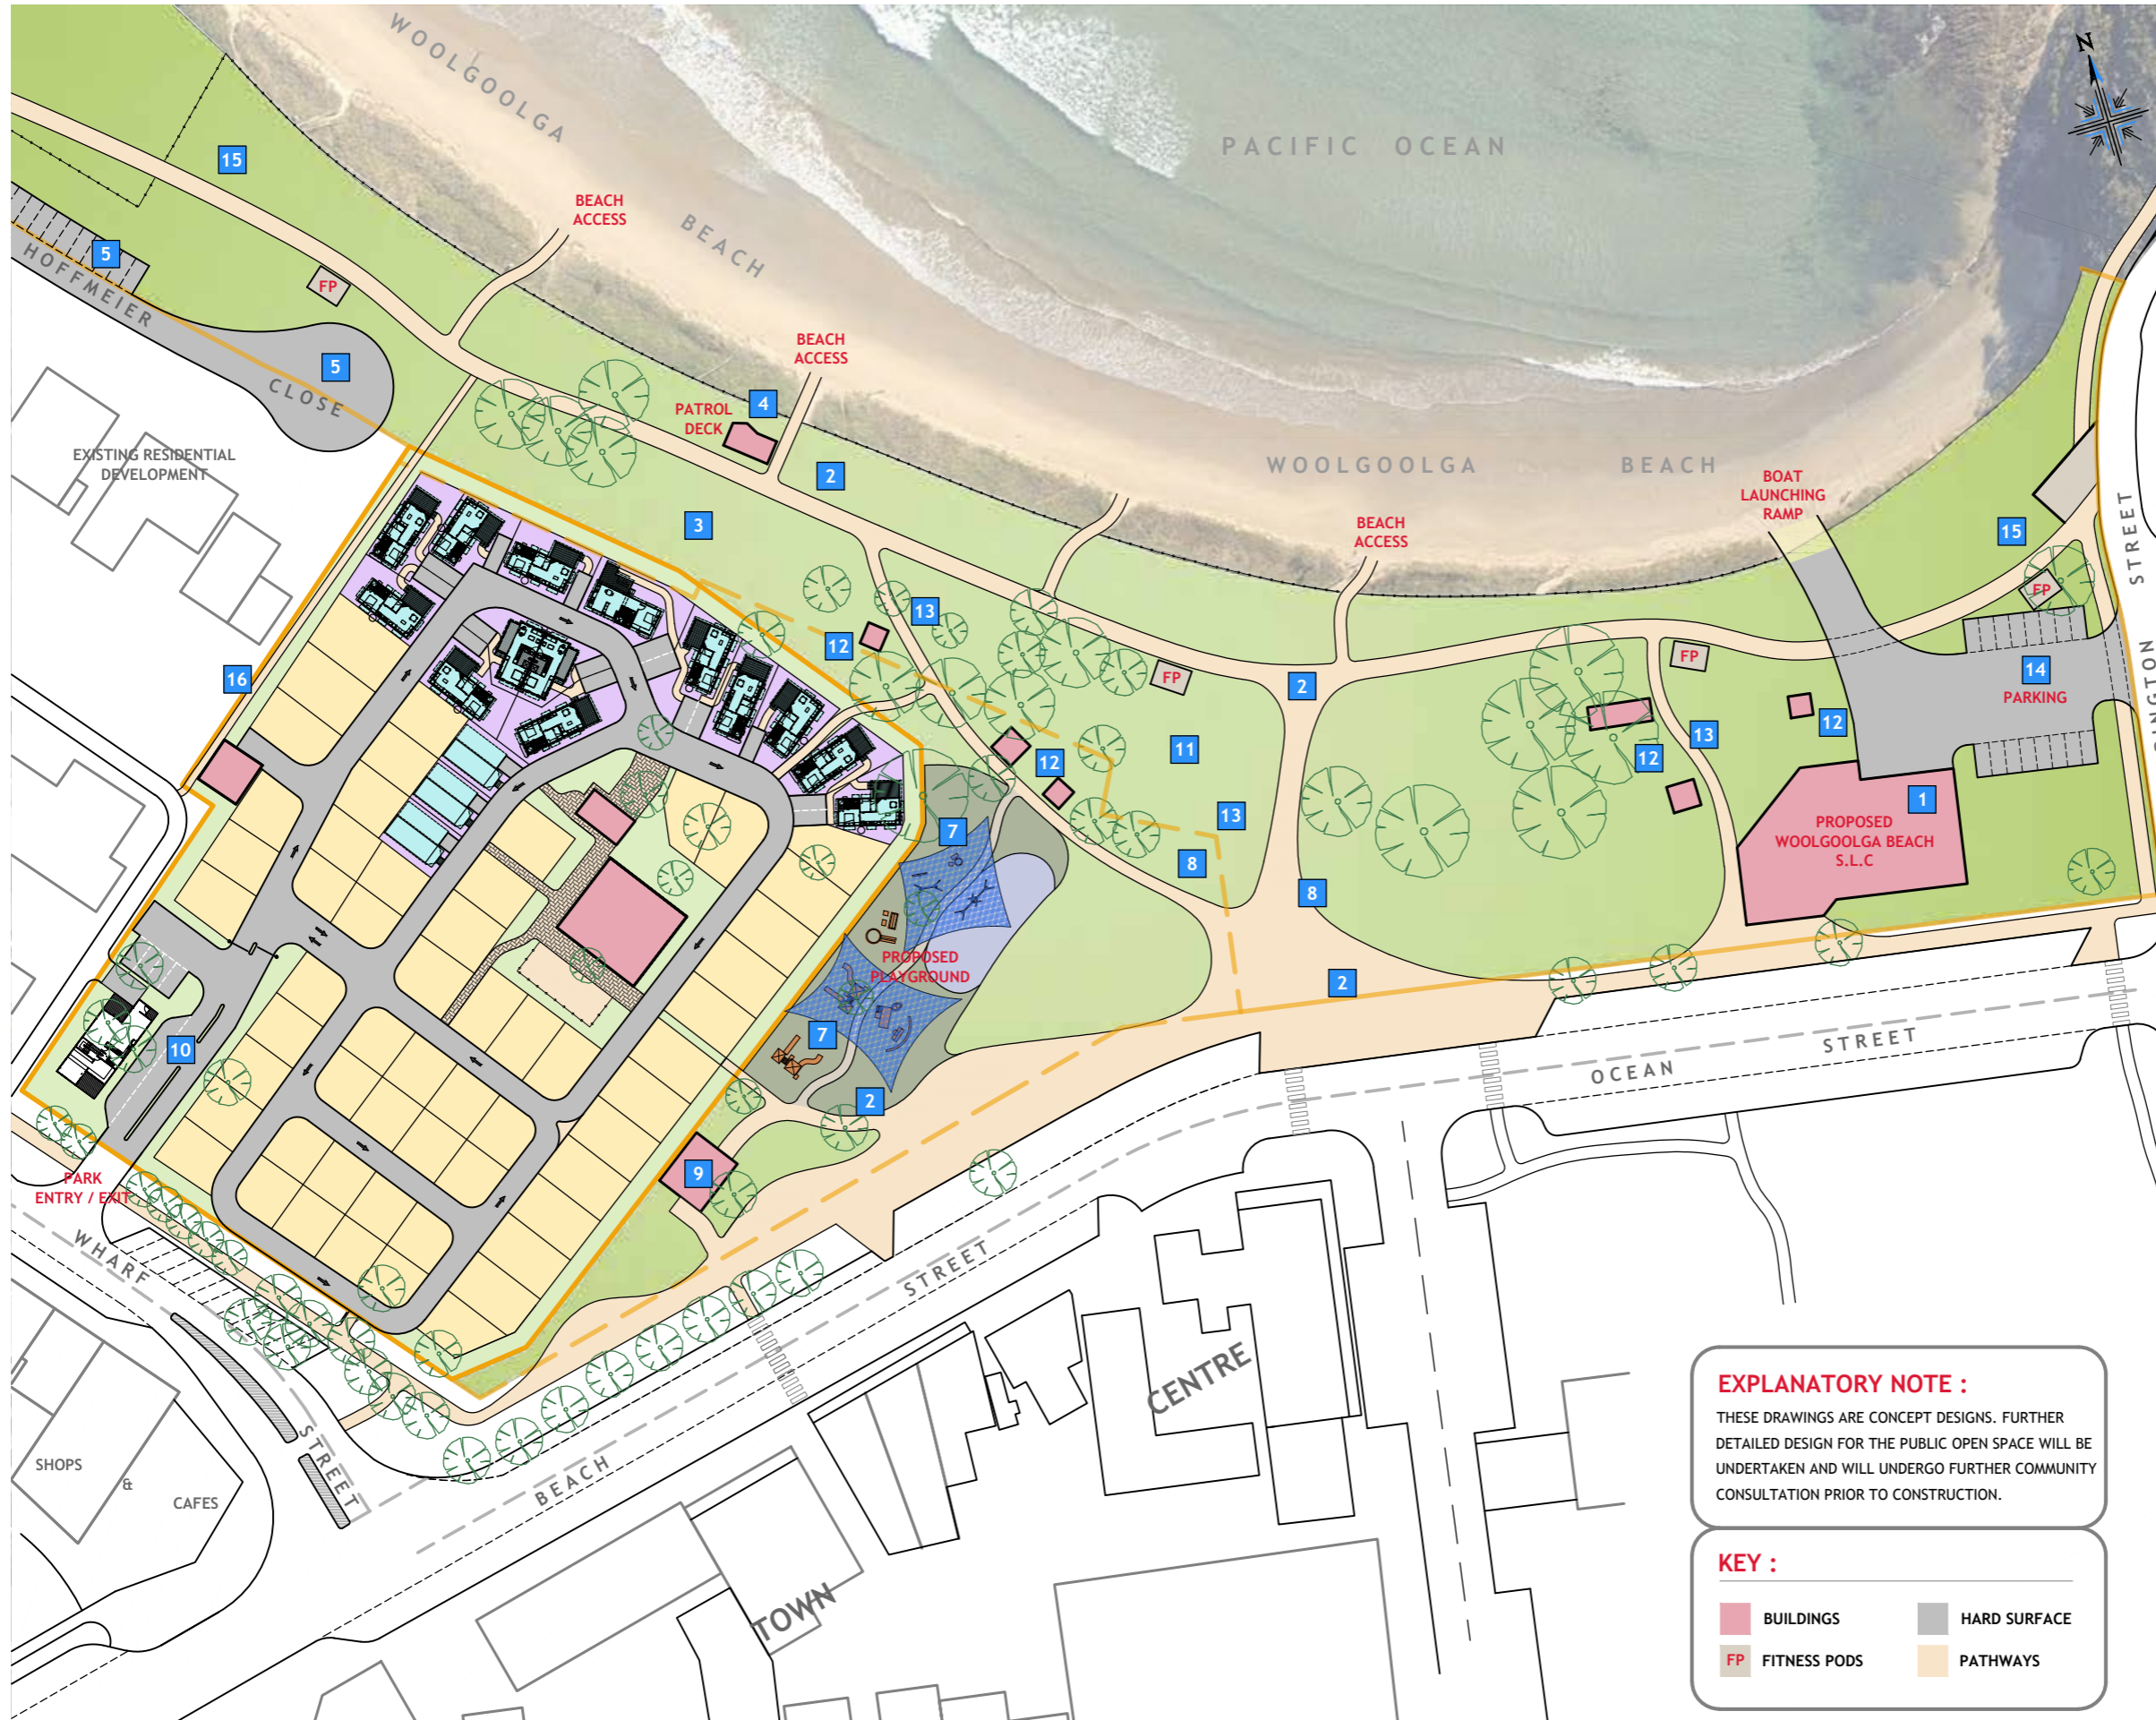 WOOLGOOLGA
BEACH
PACIFIC OCEAN
N
15
BEACH
ACCESS
5
HOFFMEIER
FP
5
CLOSE
BEACH
ACCESS
PATROL
DECK
4
EXISTING RESIDENTIAL
DEVELOPMENT
2
WOOLGOOLGA BEACH
BOAT
LAUNCHING
RAMP
3
BEACH
ACCESS
15
STREET
FP
13
12
16
FP
2
FP
14
PARKING
12
13
12
11
12
13
7
8
8
1
PROPOSED
WOOLGOOLGA BEACH
S.L.C
PROPOSED
PLAYGROUND
2
7
10
2
OCEAN
STREET
9
PARK
ENTRY / EXIT
WHARF
STREET
STREET
BEACH
CENTRE
TOWN
SHOPS
&
CAFES
EXPLANATORY NOTE :
THESE DRAWINGS ARE CONCEPT DESIGNS. FURTHER
DETAILED DESIGN FOR THE PUBLIC OPEN SPACE WILL BE
UNDERTAKEN AND WILL UNDERGO FURTHER COMMUNITY
CONSULTATION PRIOR TO CONSTRUCTION.
KEY :
BUILDINGS
HARD SURFACE
FP FITNESS PODS
PATHWAYS